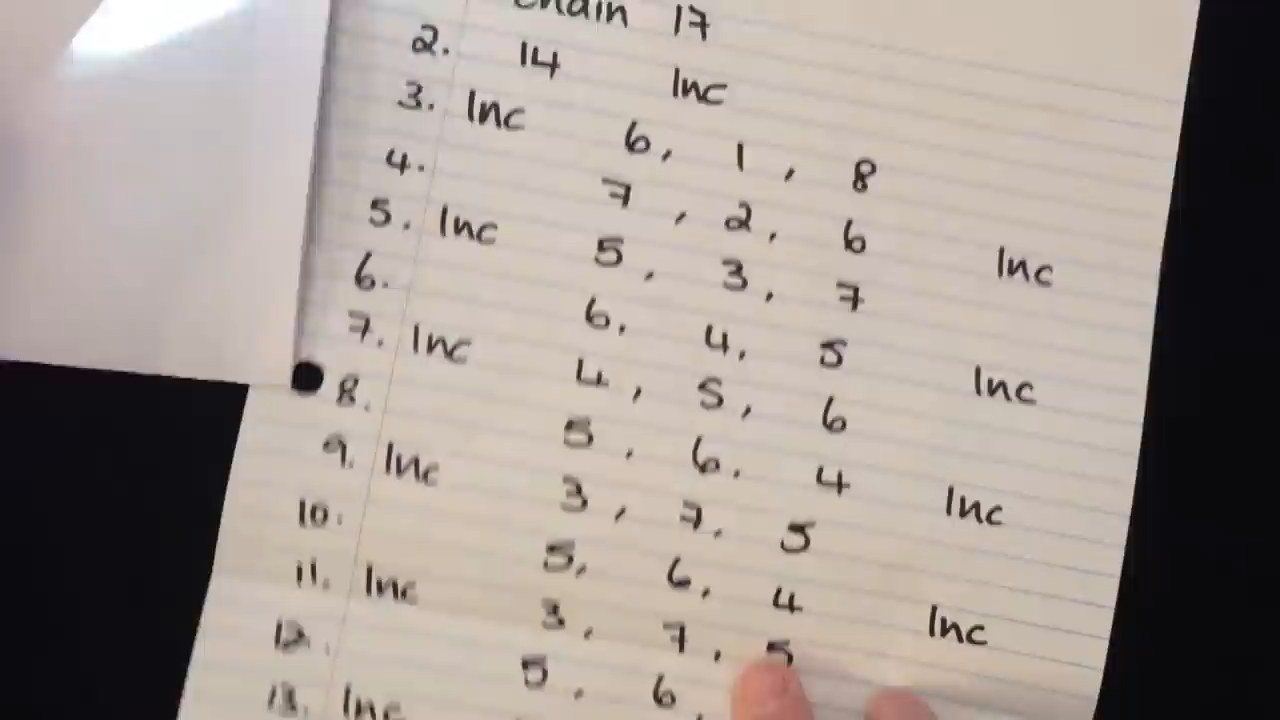 Chain 17
2. 14 Inc
3. Inc 6, 1, 8
4. 7, 2, 6 Inc
5. Inc 5, 3, 7
6. 6, 4, 5 Inc
7. Inc 4, 5, 6
8. 5, 6, 4 Inc
9. Inc 3, 7, 5
10. 5, 6, 4 Inc
11. Inc 3, 7, 5
12. 5, 6,
13. Inc